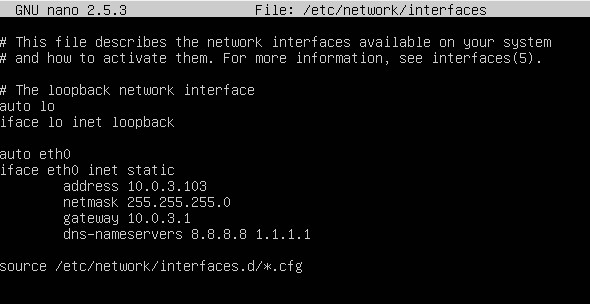 GNU nano 2.5.3 File: /etc/network/interfaces
# This file describes the network interfaces available on your system
# and how to activate them. For more information, see interfaces(5).
# The loopback network interface
auto lo
iface lo inet loopback
auto eth0
iface eth0 inet static
address 10.0.3.103
netmask 255.255.255.0
gateway 10.0.3.1
dns-nameservers 8.8.8.8 1.1.1.1
source /etc/network/interfaces.d/*.cfg